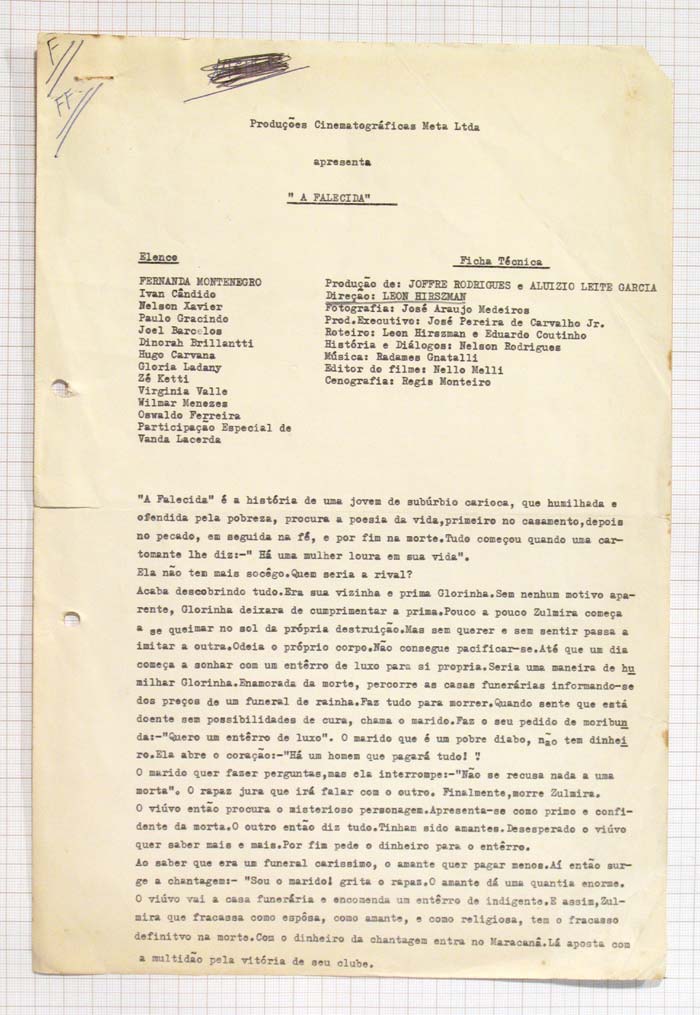 F
FF
Produções Cinematográficas Meta Ltda
apresenta
" A FALECIDA"
Elenco
FERNANDA MONTENEGRO
Ivan Cândido
Nelson Xavier
Paulo Gracindo
Joel Barcelos
Dinorah Brillantti
Hugo Carvana
Gloria Ladany
Zé Ketti
Virginia Valle
Wilmar Menezes
Oswaldo Ferreira
Participação Especial de
Vanda Lacerda
Ficha Técnica
Produção de: JOFFRE RODRIGUES e ALUIZIO LEITE GARCIA
Direção: LEON HIRSZMAN
Fotografia: José Araujo Medeiros
Prod.Executivo: José Pereira de Carvalho Jr.
Roteiro: Leon Hirszman e Eduardo Coutinho
História e Diálogos: Nelson Rodrigues
Música: Radames Gnatalli
Editor do filme: Nello Melli
Cenografia: Regis Monteiro
"A Falecida" é a história de uma jovem de subúrbio carioca, que humilhada e
ofendida pela pobreza, procura a poesia da vida,primeiro no casamento,depois
no pecado, em seguida na fé, e por fim na morte.Tudo começou quando uma car-
tomante lhe diz:-" Há uma mulher loura em sua vida".
Ela não tem mais socêgo.Quem seria a rival?
Acaba descobrindo tudo.Era sua vizinha e prima Glorinha.Sem nenhum motivo apa-
rente, Glorinha deixara de cumprimentar a prima.Pouco a pouco Zulmira começa
a se queimar no sol da própria destruição.Mas sem querer e sem sentir passa a
imitar a outra.Odeia o próprio corpo.Não consegue pacificar-se.Até que um dia
começa a sonhar com um entêrro de luxo para si propria.Seria uma maneira de hu
milhar Glorinha.Enamorada da morte, percorre as casas funerárias informando-se
dos preços de um funeral de rainha.Faz tudo para morrer.Quando sente que está
doente sem possibilidades de cura, chama o marido.Faz o seu pedido de moribun
da:-"Quero um entêrro de luxo". O marido que é um pobre diabo, não tem dinhei
ro.Ela abre o coração:-"Há um homem que pagará tudo! "
O marido quer fazer perguntas,mas ela interrompe:-"Não se recusa nada a uma
morta". O rapaz jura que irá falar com o outro. Finalmente,morre Zulmira.
O viúvo então procura o misterioso personagem.Apresenta-se como primo e confi-
dente da morta.O outro então diz tudo.Tinham sido amantes.Desesperado o viúvo
quer saber mais e mais.Por fim pede o dinheiro para o entêrro.
Ao saber que era um funeral carissimo, o amante quer pagar menos.Aí então sur-
ge a chantagem:- "Sou o marido! grita o rapaz.O amante dá uma quantia enorme.
O viúvo vai a casa funerária e encomenda um entêrro de indigente.E assim,Zul-
mira que fracassa como espôsa, como amante, e como religiosa, tem o fracasso
definitvo na morte.Com o dinheiro da chantagem entra no Maracanã.Lá aposta com
a multidão pela vitória de seu clube.